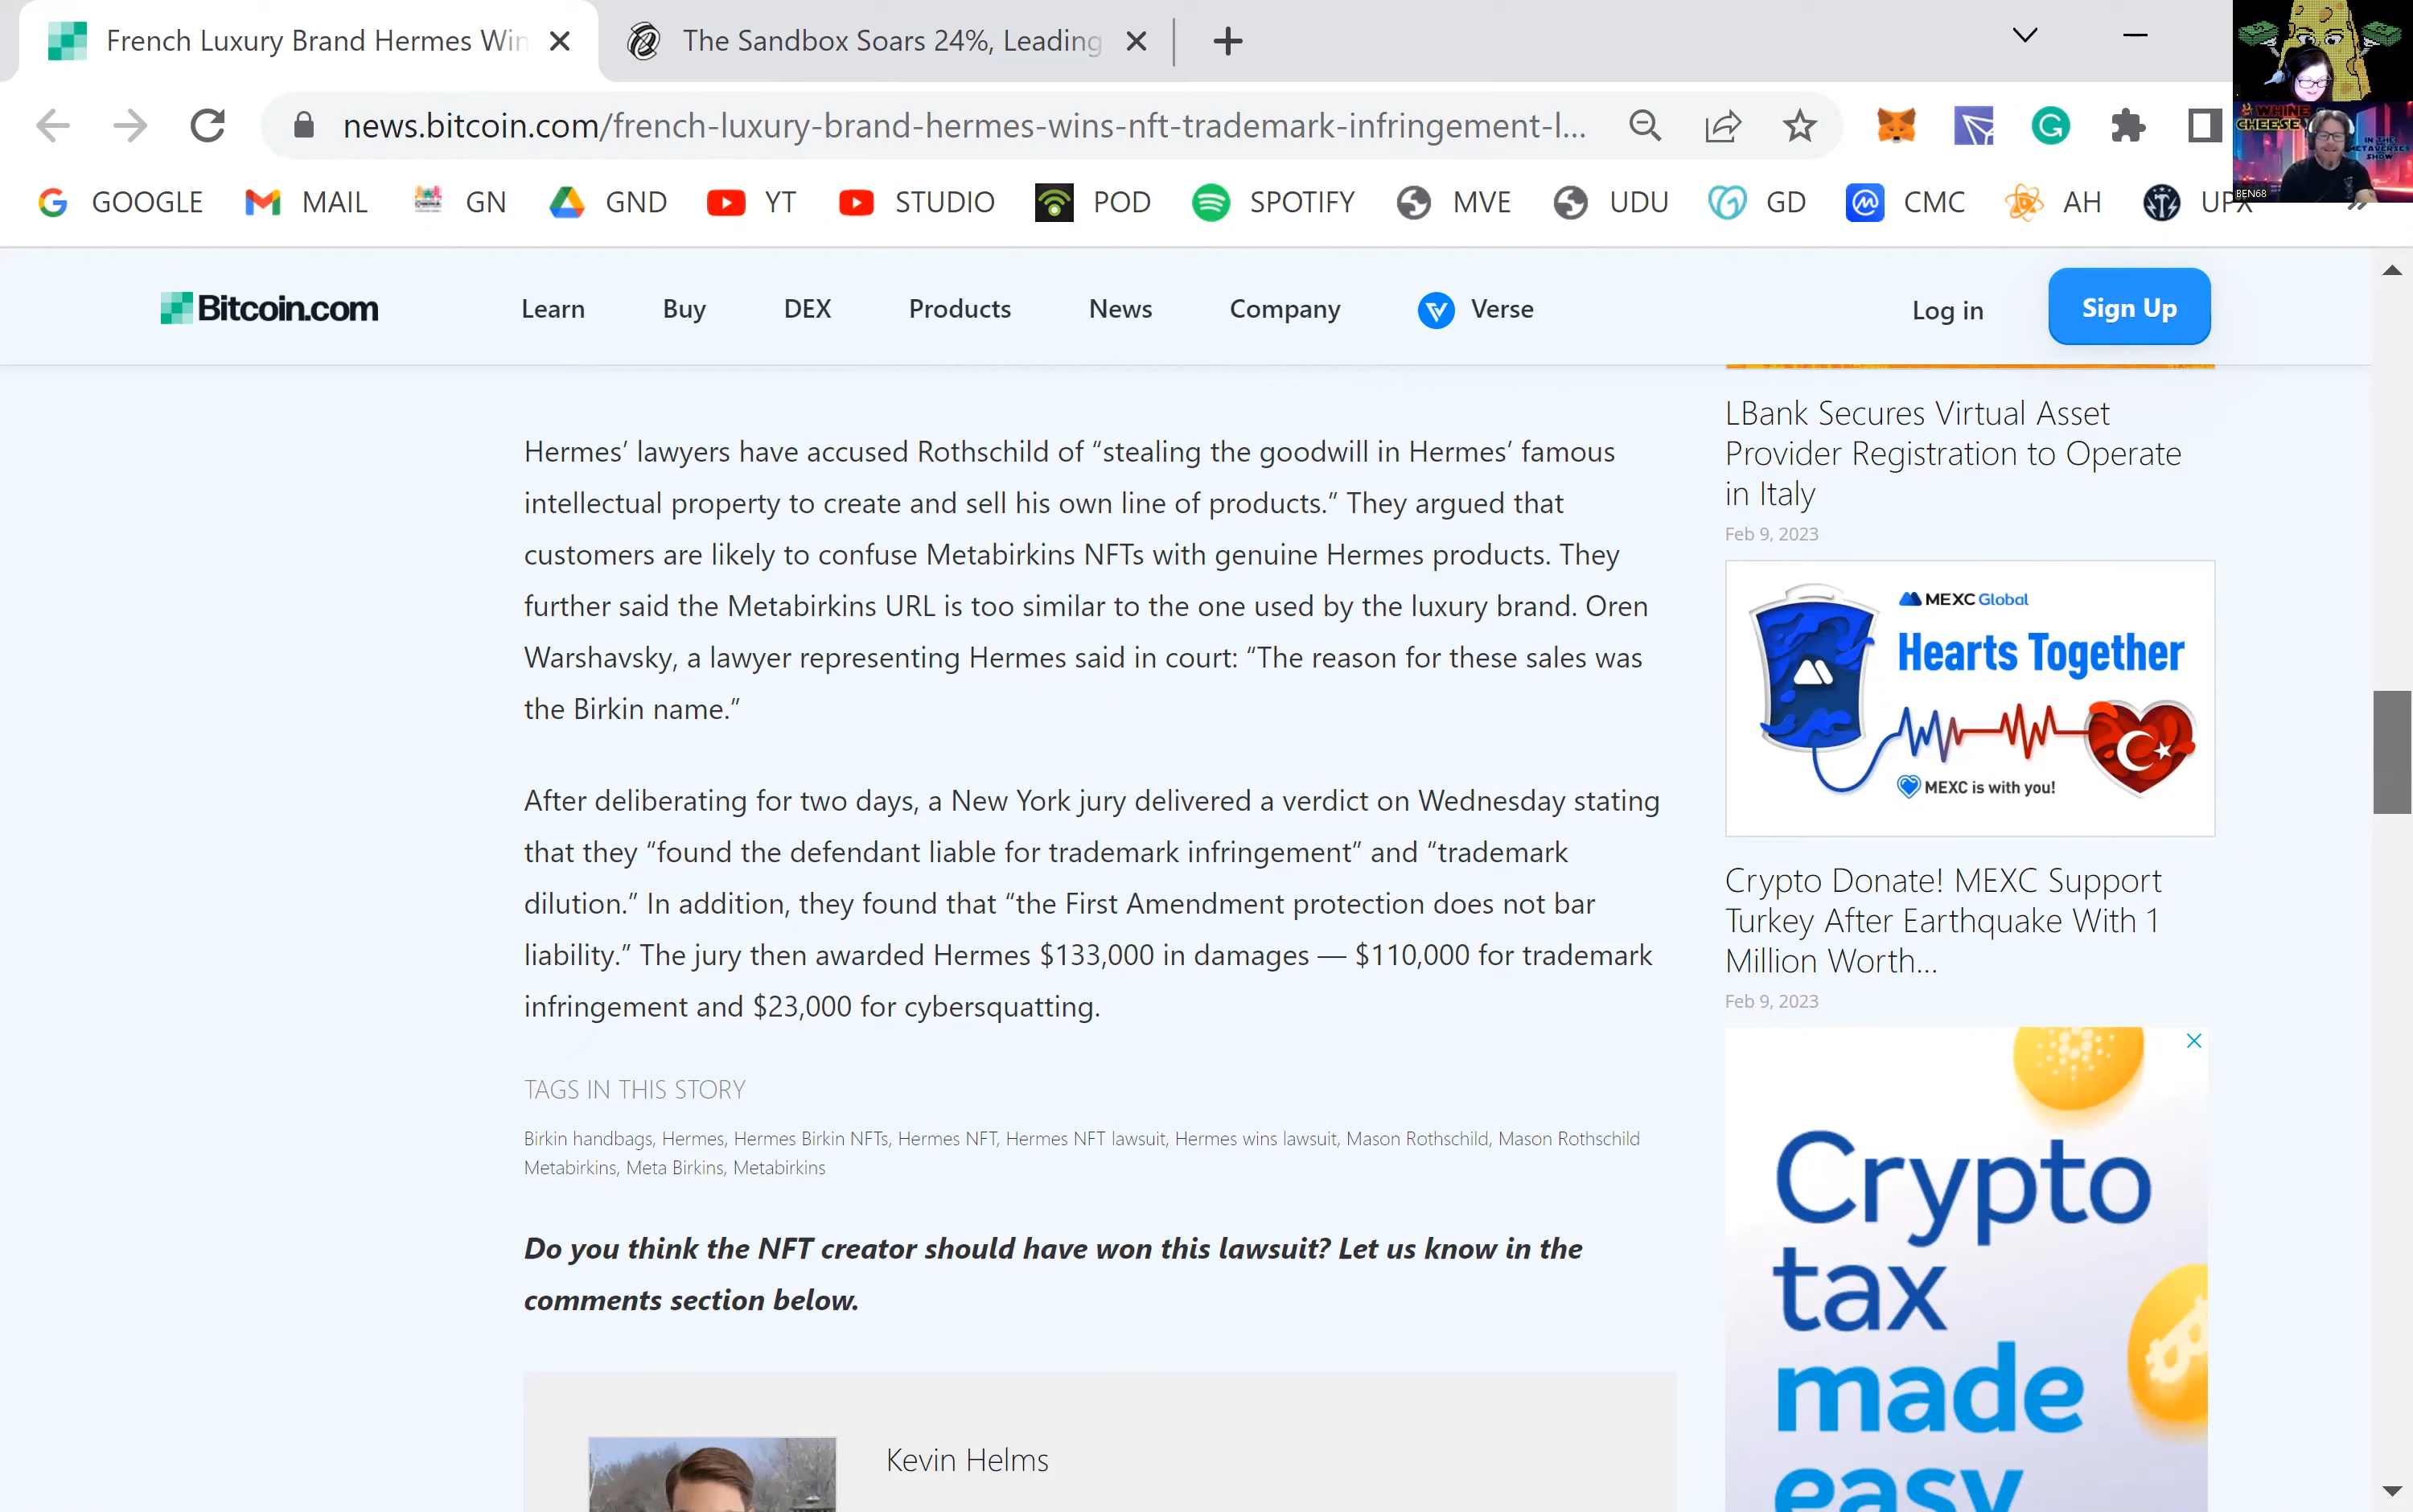 French Luxury Brand Hermes Win
The Sandbox Soars 24%, Leading
news.bitcoin.com/french-luxury-brand-hermes-wins-nft-trademark-infringement-l...
GOOGLE MAIL GN GND YT STUDIO POD SPOTIFY MVE UDU GD CMC AH UPX
WHINE
CHEESE
IN THE
METAVERSE
SHOW
BEN68
Bitcoin.com Learn Buy DEX Products News Company Verse Log in Sign Up
Hermes’ lawyers have accused Rothschild of “stealing the goodwill in Hermes’ famous
intellectual property to create and sell his own line of products.” They argued that
customers are likely to confuse Metabirkins NFTs with genuine Hermes products. They
further said the Metabirkins URL is too similar to the one used by the luxury brand. Oren
Warshavsky, a lawyer representing Hermes said in court: “The reason for these sales was
the Birkin name.”
After deliberating for two days, a New York jury delivered a verdict on Wednesday stating
that they “found the defendant liable for trademark infringement” and “trademark
dilution.” In addition, they found that “the First Amendment protection does not bar
liability.” The jury then awarded Hermes $133,000 in damages — $110,000 for trademark
infringement and $23,000 for cybersquatting.
TAGS IN THIS STORY
Birkin handbags, Hermes, Hermes Birkin NFTs, Hermes NFT, Hermes NFT lawsuit, Hermes wins lawsuit, Mason Rothschild, Mason Rothschild
Metabirkins, Meta Birkins, Metabirkins
Do you think the NFT creator should have won this lawsuit? Let us know in the
comments section below.
Kevin Helms
LBank Secures Virtual Asset
Provider Registration to Operate
in Italy
Feb 9, 2023
MEXC Global
Hearts Together
MEXC is with you!
Crypto Donate! MEXC Support
Turkey After Earthquake With 1
Million Worth...
Feb 9, 2023
Crypto
tax
made
easy